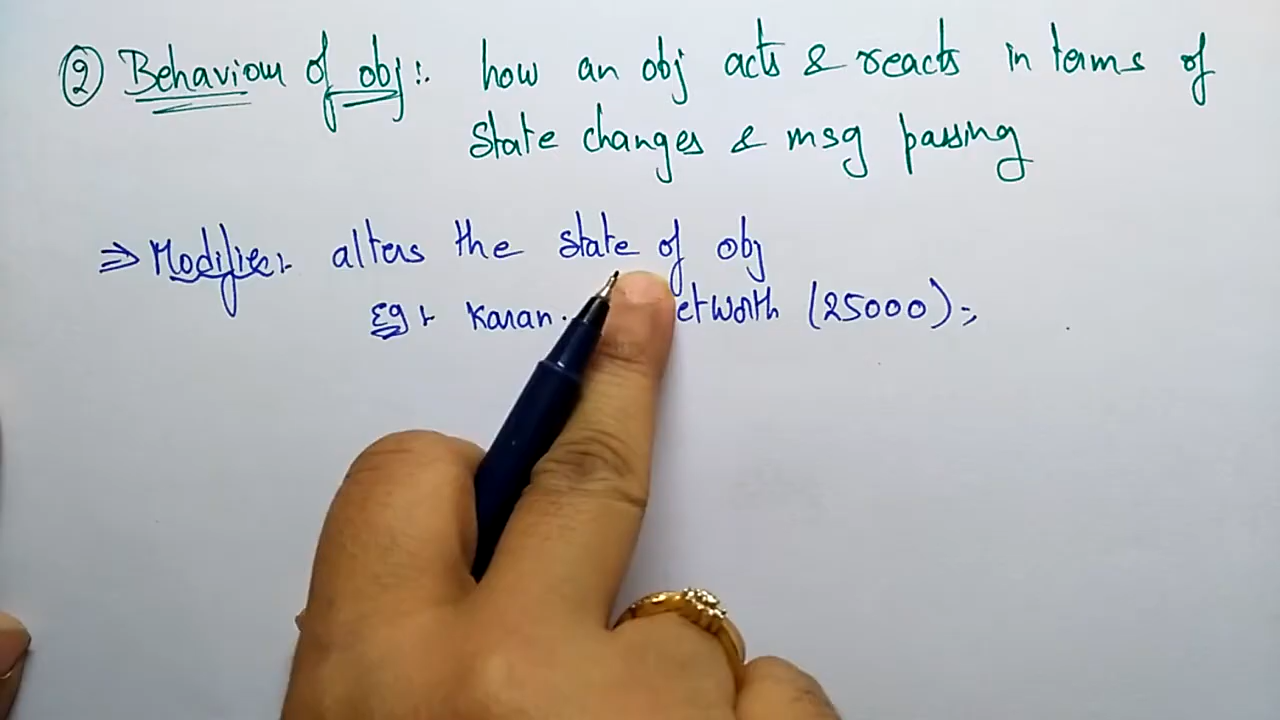 ② Behaviour of obj:. how an obj acts & reacts in terms of
State changes & msg passing
⇒ Modifier:- alters the state of obj
Eg:- Karan. etworth (25000);